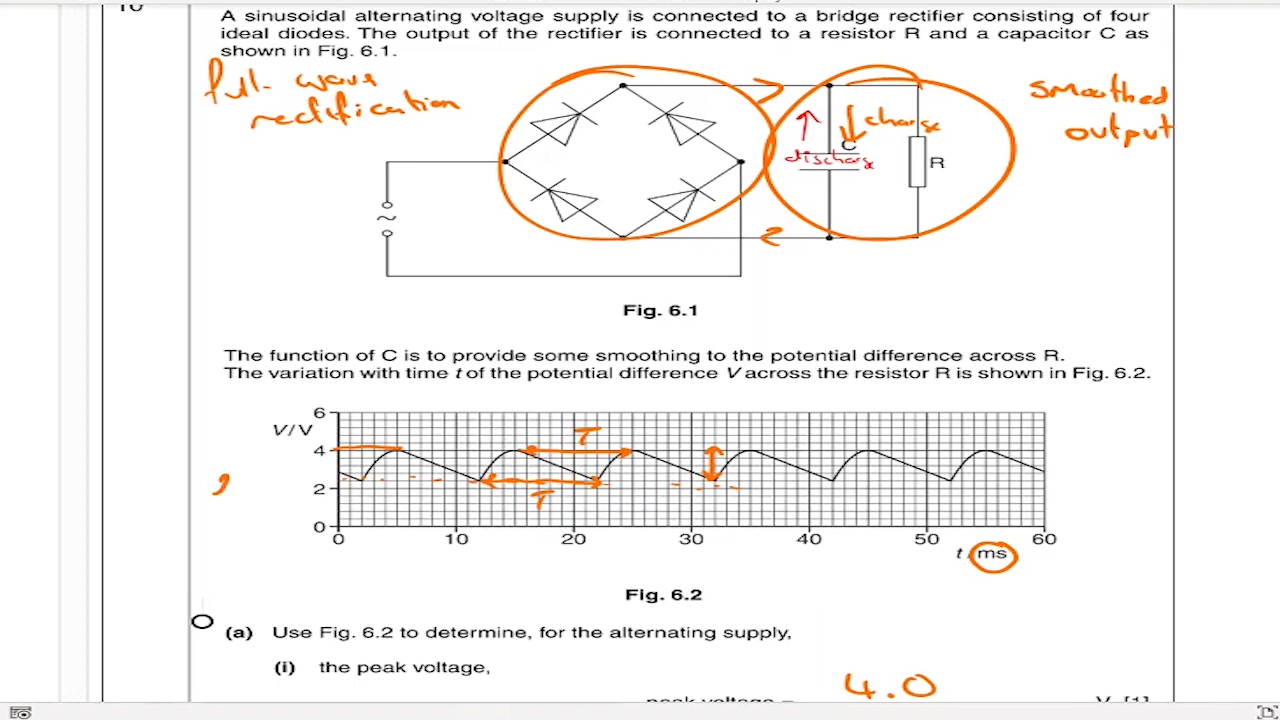 10
A sinusoidal alternating voltage supply is connected to a bridge rectifier consisting of four
ideal diodes. The output of the rectifier is connected to a resistor R and a capacitor C as
shown in Fig. 6.1.
full-wave
rectification
smoothed
output
charge
C
discharge
R
~
Fig. 6.1
The function of C is to provide some smoothing to the potential difference across R.
The variation with time t of the potential difference V across the resistor R is shown in Fig. 6.2.
6
V/V
4
2
0
T
T
0 10 20 30 40 50 60
t / ms
Fig. 6.2
(a) Use Fig. 6.2 to determine, for the alternating supply,
(i) the peak voltage,
4.0
peak voltage = V [1]